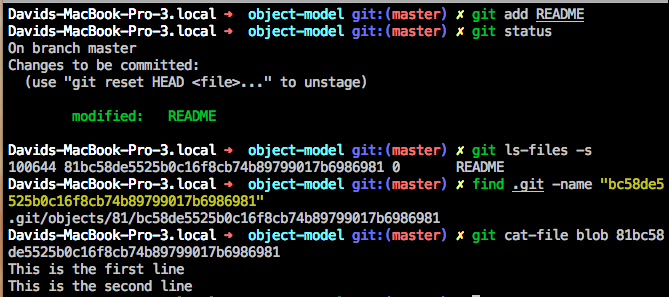 Davids-MacBook-Pro-3.local ➜  object-model git:(master) ✗ git add README
Davids-MacBook-Pro-3.local ➜  object-model git:(master) ✗ git status
On branch master
Changes to be committed:
  (use "git reset HEAD <file>..." to unstage)
        modified:   README
Davids-MacBook-Pro-3.local ➜  object-model git:(master) ✗ git ls-files -s
100644 81bc58de5525b0c16f8cb74b89799017b6986981 0       README
Davids-MacBook-Pro-3.local ➜  object-model git:(master) ✗ find .git -name "bc58de5
525b0c16f8cb74b89799017b6986981"
.git/objects/81/bc58de5525b0c16f8cb74b89799017b6986981
Davids-MacBook-Pro-3.local ➜  object-model git:(master) ✗ git cat-file blob 81bc58
de5525b0c16f8cb74b89799017b6986981
This is the first line
This is the second line